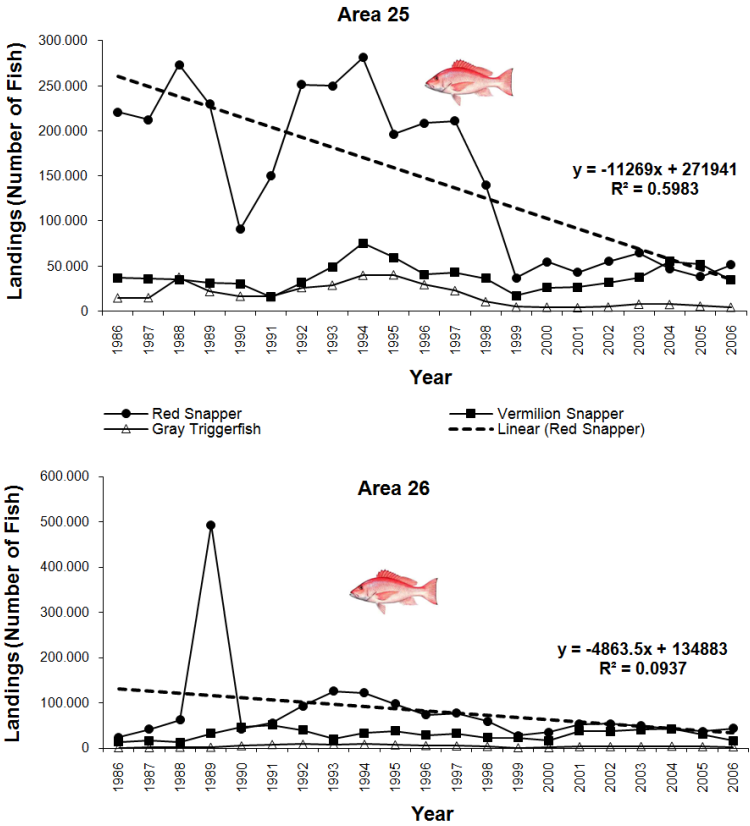 Area 25
Landings (Number of Fish)
300.000
250.000
200.000
150.000
100.000
50.000
0
y = -11269x + 271941
R² = 0.5983
1986 1987 1988 1989 1990 1991 1992 1993 1994 1995 1996 1997 1998 1999 2000 2001 2002 2003 2004 2005 2006
Year
Red Snapper Vermilion Snapper
Gray Triggerfish Linear (Red Snapper)
Area 26
Landings (Number of Fish)
600.000
500.000
400.000
300.000
200.000
100.000
0
y = -4863.5x + 134883
R² = 0.0937
1986 1987 1988 1989 1990 1991 1992 1993 1994 1995 1996 1997 1998 1999 2000 2001 2002 2003 2004 2005 2006
Year